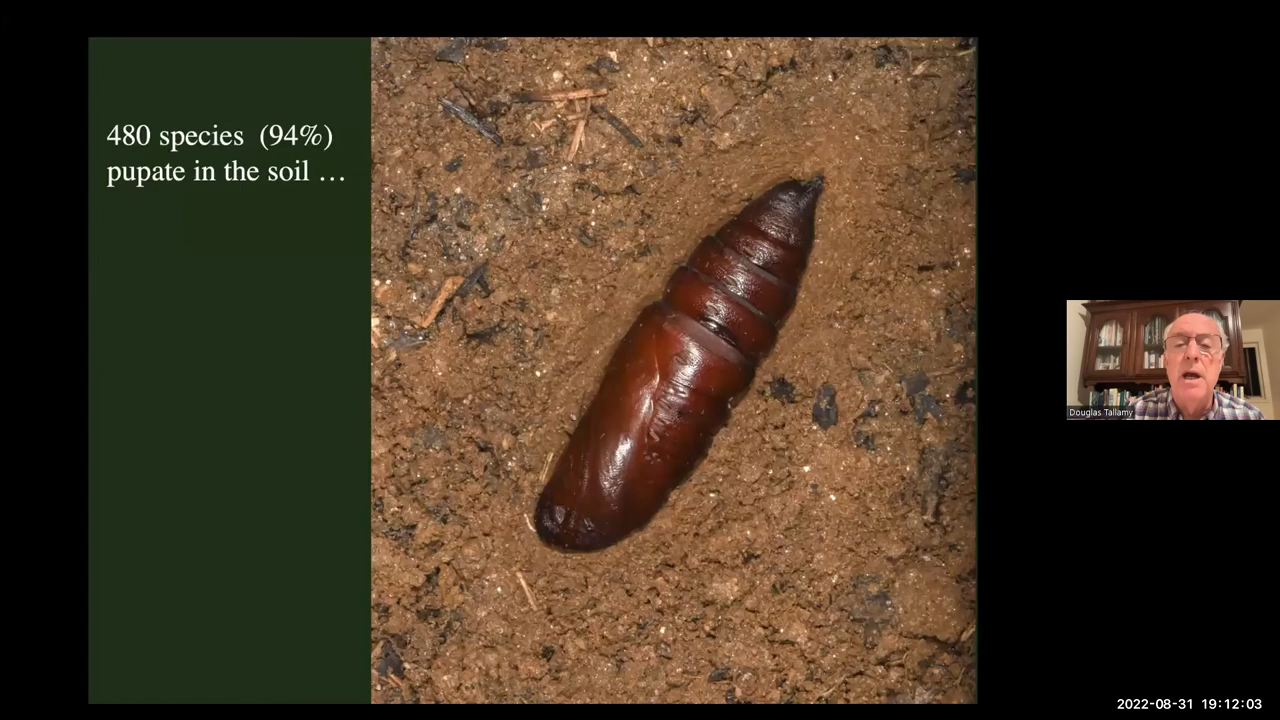 480 species  (94%)
pupate in the soil …
Douglas Tallamy
2022-08-31 19:12:03